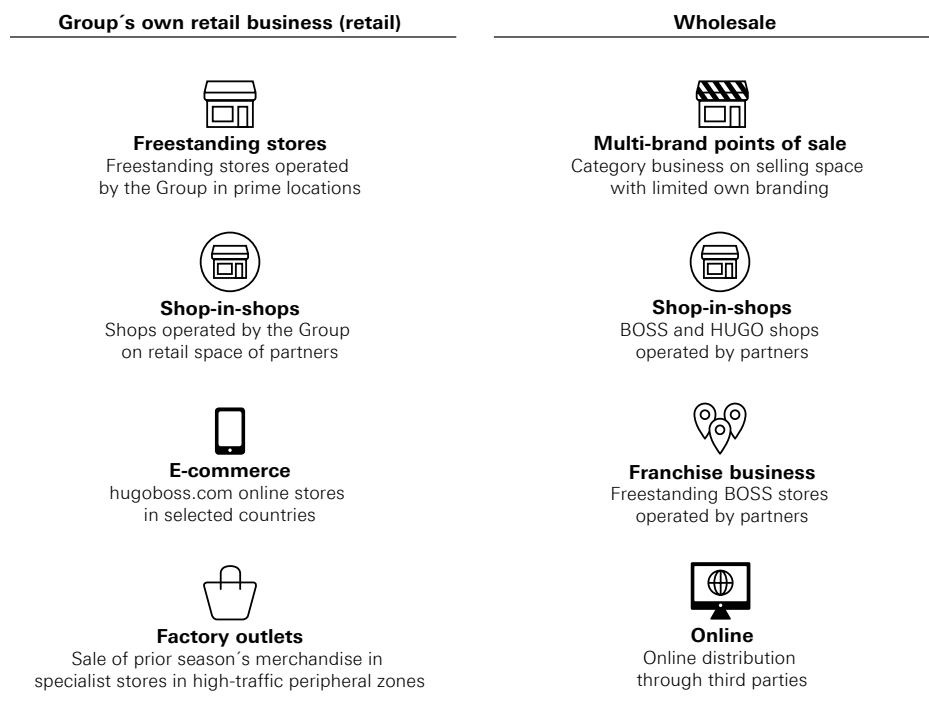 Group´s own retail business (retail)
Freestanding stores
Freestanding stores operated
by the Group in prime locations
Shop-in-shops
Shops operated by the Group
on retail space of partners
E-commerce
hugoboss.com online stores
in selected countries
Factory outlets
Sale of prior season´s merchandise in
specialist stores in high-traffic peripheral zones
Wholesale
Multi-brand points of sale
Category business on selling space
with limited own branding
Shop-in-shops
BOSS and HUGO shops
operated by partners
Franchise business
Freestanding BOSS stores
operated by partners
Online
Online distribution
through third parties